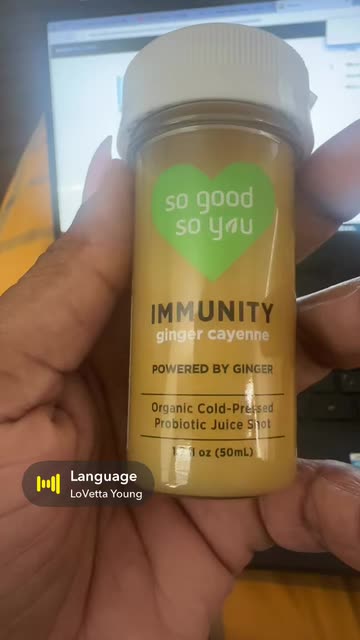 so good
so you
IMMUNITY
ginger cayenne
POWERED BY GINGER
Organic Cold-Pressed
Probiotic Juice Shot
fl oz (50mL)
Language
LoVetta Young